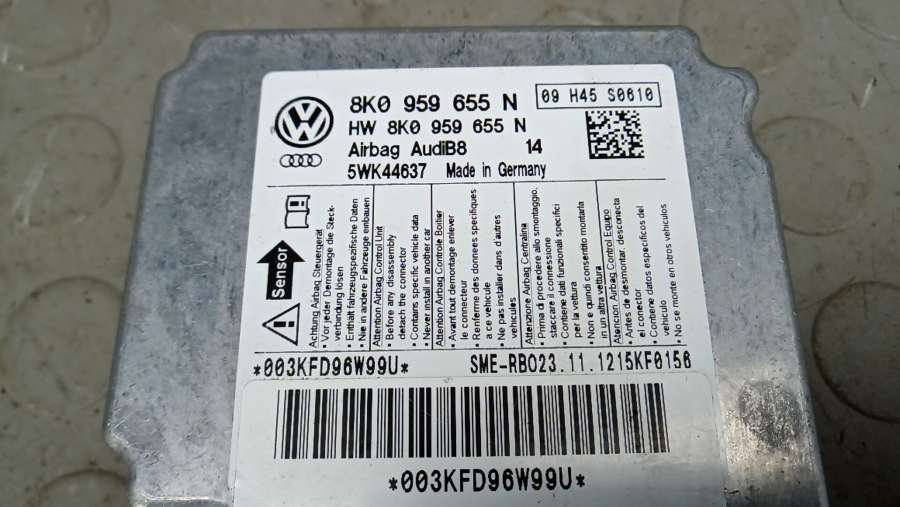 8K0 959 655 N
09 H45 S0610
HW 8K0 959 655 N
Airbag AudiB8 14
5WK44637 Made in Germany
Sensor
Achtung Airbag Steuergerät
• Vor jeder Demontage die Steck-
verbindung lösen
• Enthält fahrzeugspezifische Daten
• Nie in andere Fahrzeuge einbauen
Attention Airbag Control Unit
• Before any disassembly
detach the connector
• Contains specific vehicle data
• Never install in another car
Attention Airbag Controle Boitier
• Avant tout demontage enlever
le connecteur
• Renferme des donnees specifiques
a ce vehicule
• Ne pas installer dans d'autres
vehicules
Attenzione Airbag Centralina
• Prima di procedere allo smontaggio,
staccare il connessione
• Contiene dati funzionali specifici
per la vettura
• Non e quindi consentito montarla
in un altra vettura
Atencion Airbag Control Equipo
• Antes de desmontar, desconecta
el conector
• Contiene datos especificos del
vehiculo
• No se monte en otros vehiculos
*003KFD96W99U* SME-RB023.11.1215KF0156
*003KFD96W99U*